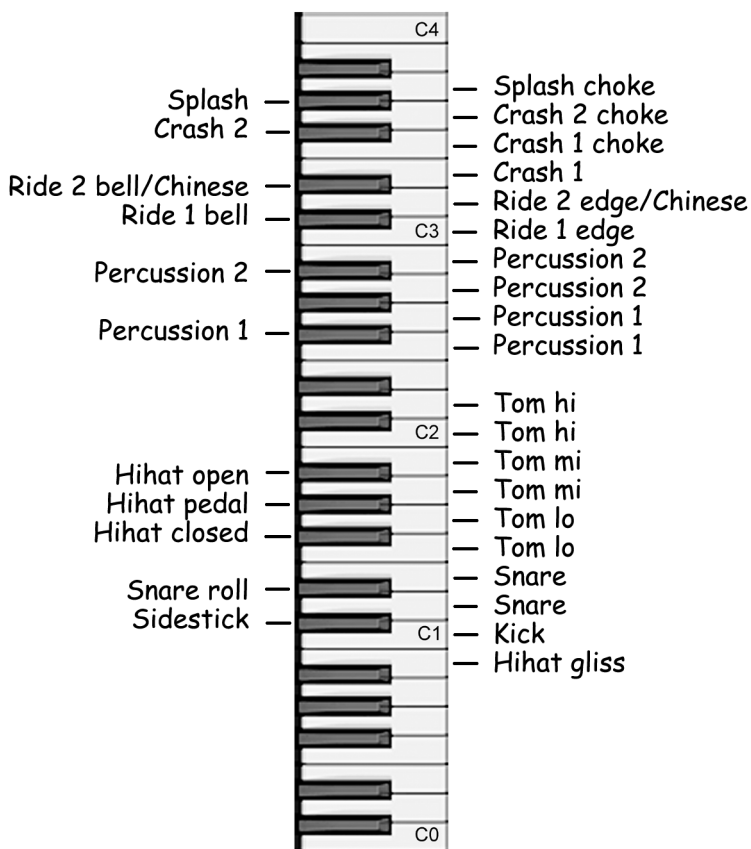 C4
Splash choke
Splash
Crash 2 choke
Crash 2
Crash 1 choke
Crash 1
Ride 2 bell/Chinese
Ride 2 edge/Chinese
Ride 1 bell
C3
Ride 1 edge
Percussion 2
Percussion 2
Percussion 2
Percussion 1
Percussion 1
Percussion 1
Tom hi
C2
Tom hi
Tom mi
Hihat open
Tom mi
Hihat pedal
Tom lo
Hihat closed
Tom lo
Snare
Snare roll
Snare
Sidestick
C1
Kick
Hihat gliss
C0